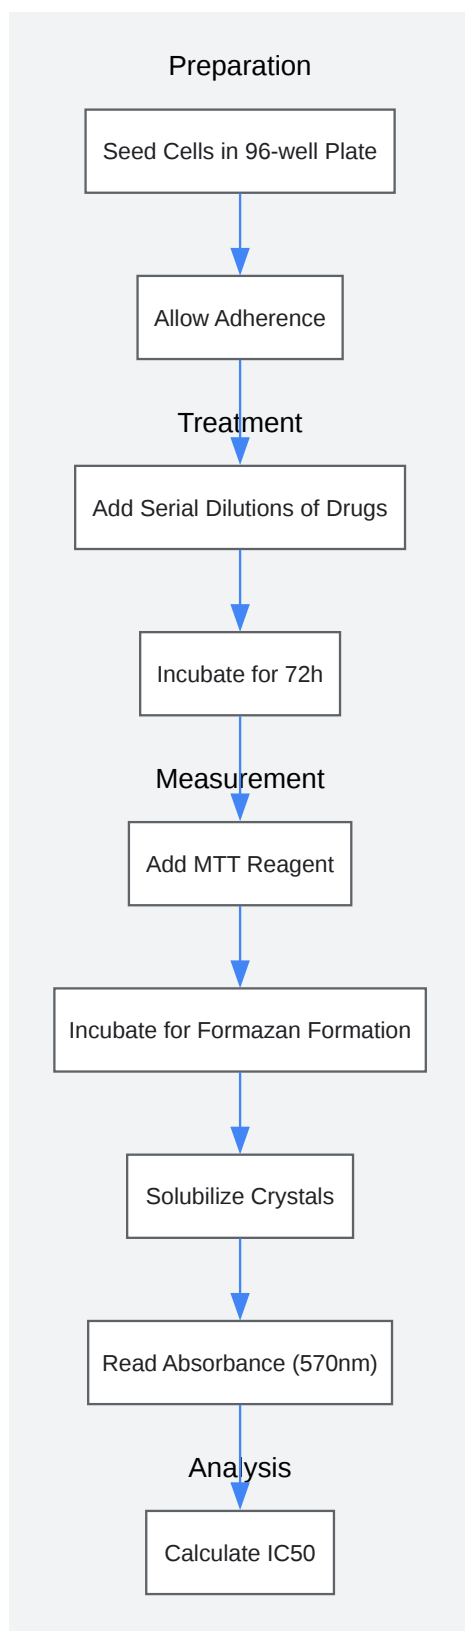 Preparation
Seed Cells in 96-well Plate
Allow Adherence
Treatment
Add Serial Dilutions of Drugs
Incubate for 72h
Measurement
Add MTT Reagent
Incubate for Formazan Formation
Solubilize Crystals
Read Absorbance (570nm)
Analysis
Calculate IC50